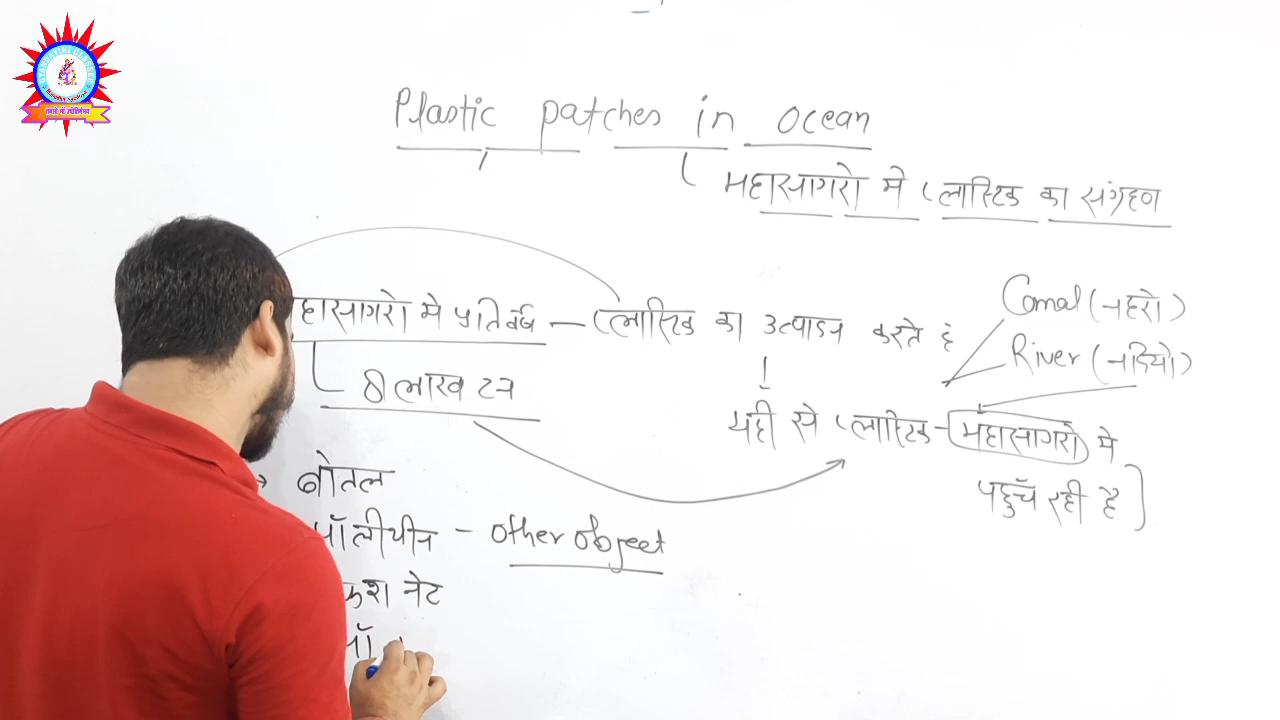 Plastic patches in ocean
महासागरो मे प्लास्टिक का संग्रहण
हासागरो मे प्रतिवर्ष — प्लास्टिक का उत्पादन करते है
Canal (नहरो)
River (नदियो)
8 लाख टन
यही से प्लास्टिक - महासागरो मे
पहुँच रही है
बोतल
पॉलीथीन - other object
नेट